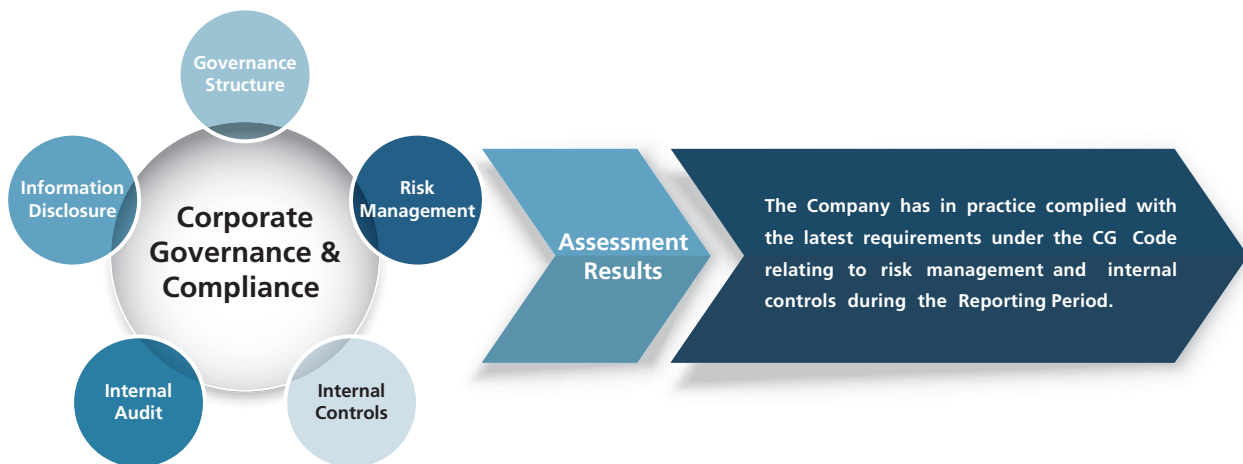 Governance
Structure
Information
Disclosure
Risk
Management
Corporate
Governance &
Compliance
Internal
Audit
Internal
Controls
Assessment
Results
The Company has in practice complied with
the latest requirements under the CG Code
relating to risk management and internal
controls during the Reporting Period.